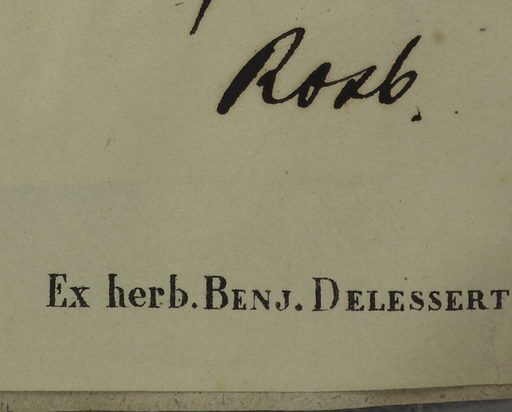 Roxb.
Ex herb. BENJ. DELESSERT